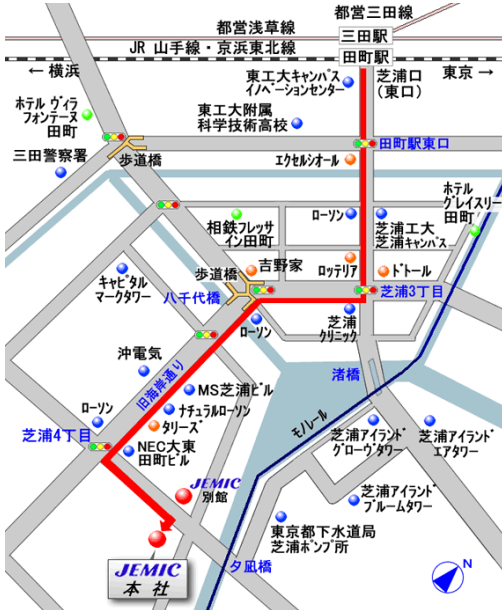 都営浅草線
都営三田線
三田駅
JR 山手線・京浜東北線
田町駅
← 横浜
東京 →
芝浦口
(東口)
東工大キャンパス
イノベーションセンター
ホテル ヴィラ
フォンテーヌ
田町
東工大附属
科学技術高校
田町駅東口
三田警察署
歩道橋
エクセルシオール
ホテル
グレイスリー
田町
相鉄フレッサ
イン田町
ローソン
芝浦工大
芝浦キャンパス
歩道橋
吉野家
ロッテリア
ドトール
キャピタル
マークタワー
八千代橋
芝浦3丁目
ローソン
芝浦
クリニック
沖電気
旧海岸通り
渚橋
MS芝浦ビル
ローソン
ナチュラルローソン
タリーズ
モノレール
芝浦4丁目
芝浦アイランド
グローヴタワー
芝浦アイランド
エアタワー
NEC大東
田町ビル
JEMIC
別館
芝浦アイランド
ブルームタワー
東京都下水道局
芝浦ポンプ所
夕凪橋
JEMIC
本 社
N